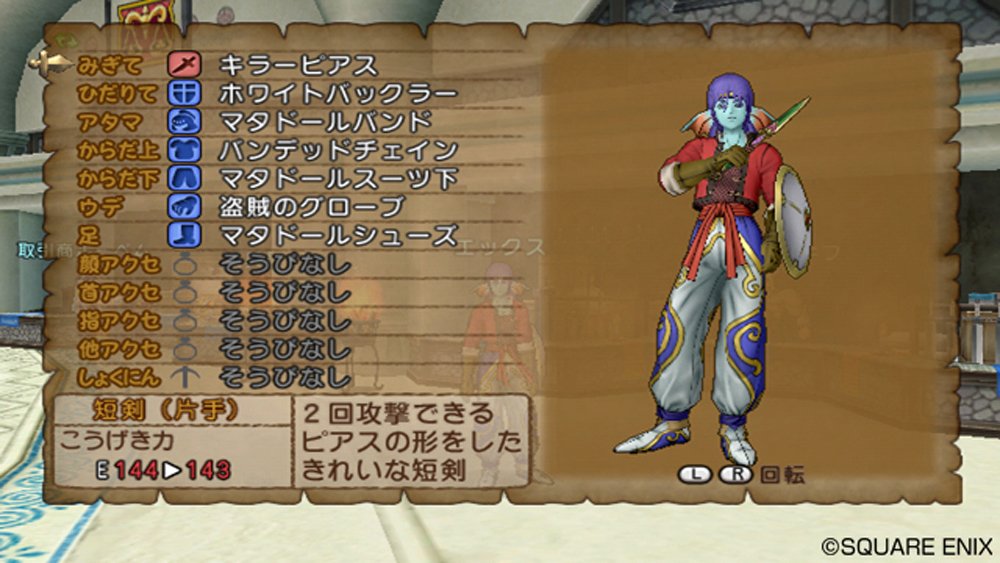 みぎて キラーピアス
ひだりて ホワイトバックラー
アタマ マタドールバンド
からだ上 バンデッドチェイン
からだ下 マタドールスーツ下
ウデ 盗賊のグローブ
足 マタドールシューズ
取引商
エックス
顔アクセ そうびなし
首アクセ そうびなし
指アクセ そうびなし
他アクセ そうびなし
しょくにん そうびなし
短剣（片手）
こうげき力
E144▶143
2回攻撃できる
ピアスの形をした
きれいな短剣
L R 回転
©SQUARE ENIX